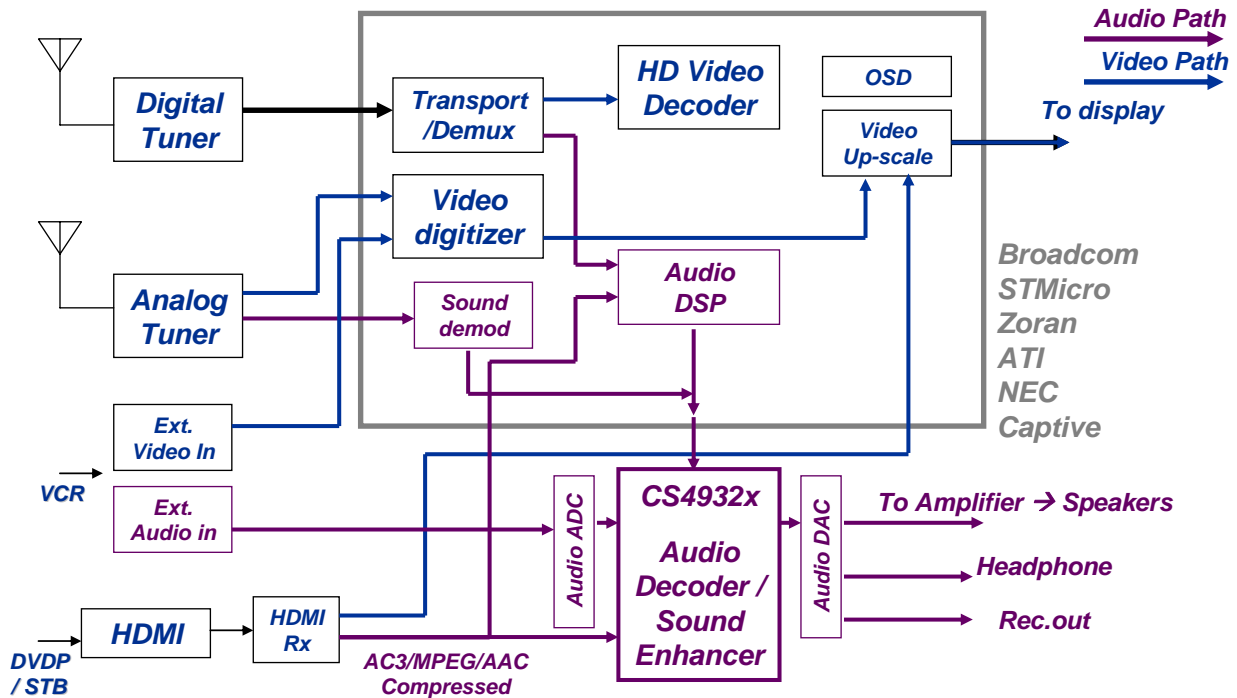 Audio Path
Video Path
To display
Digital
Tuner
Transport
/Demux
HD Video
Decoder
OSD
Video
Up-scale
Video
digitizer
Analog
Tuner
Sound
demod
Audio
DSP
Broadcom
STMicro
Zoran
ATI
NEC
Captive
Ext.
Video In
VCR
Ext.
Audio in
Audio ADC
CS4932x
Audio
Decoder /
Sound
Enhancer
Audio DAC
To Amplifier → Speakers
Headphone
Rec.out
HDMI
HDMI
Rx
DVDP
/ STB
AC3/MPEG/AAC
Compressed